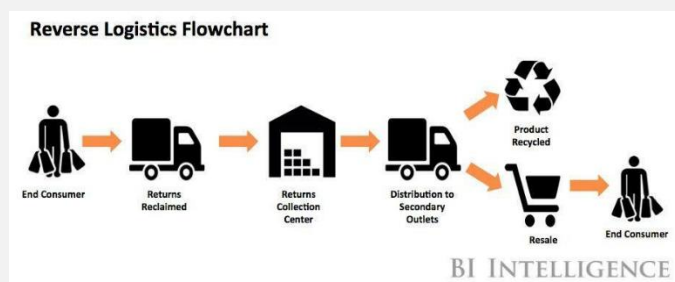 Reverse Logistics Flowchart
End Consumer
Returns
Reclaimed
Returns
Collection
Center
Distribution to
Secondary
Outlets
Product
Recycled
Resale
End Consumer
BI INTELLIGENCE